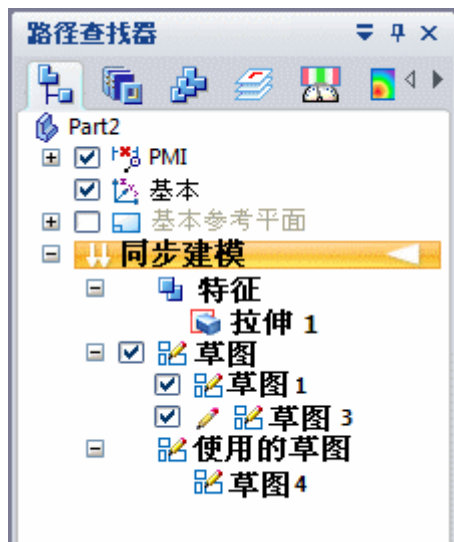 路径查找器
Part2
PMI
基本
基本参考平面
同步建模
特征
拉伸 1
草图
草图 1
草图 3
使用的草图
草图 4